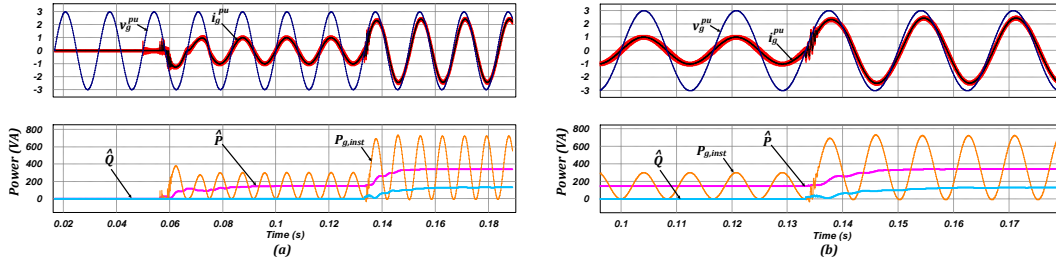 3
2
1
0
-1
-2
-3
v_g^pu
i_g^pu
Power (VA)
800
600
400
200
0
Q̂
P̂
P_g,inst
0.02 0.04 0.06 0.08 0.1 0.12 0.14 0.16 0.18
Time (s)
(a)
3
2
1
0
-1
-2
-3
v_g^pu
i_g^pu
Power (VA)
800
600
400
200
0
Q̂
P_g,inst
P̂
0.1 0.11 0.12 0.13 0.14 0.15 0.16 0.17
Time (s)
(b)